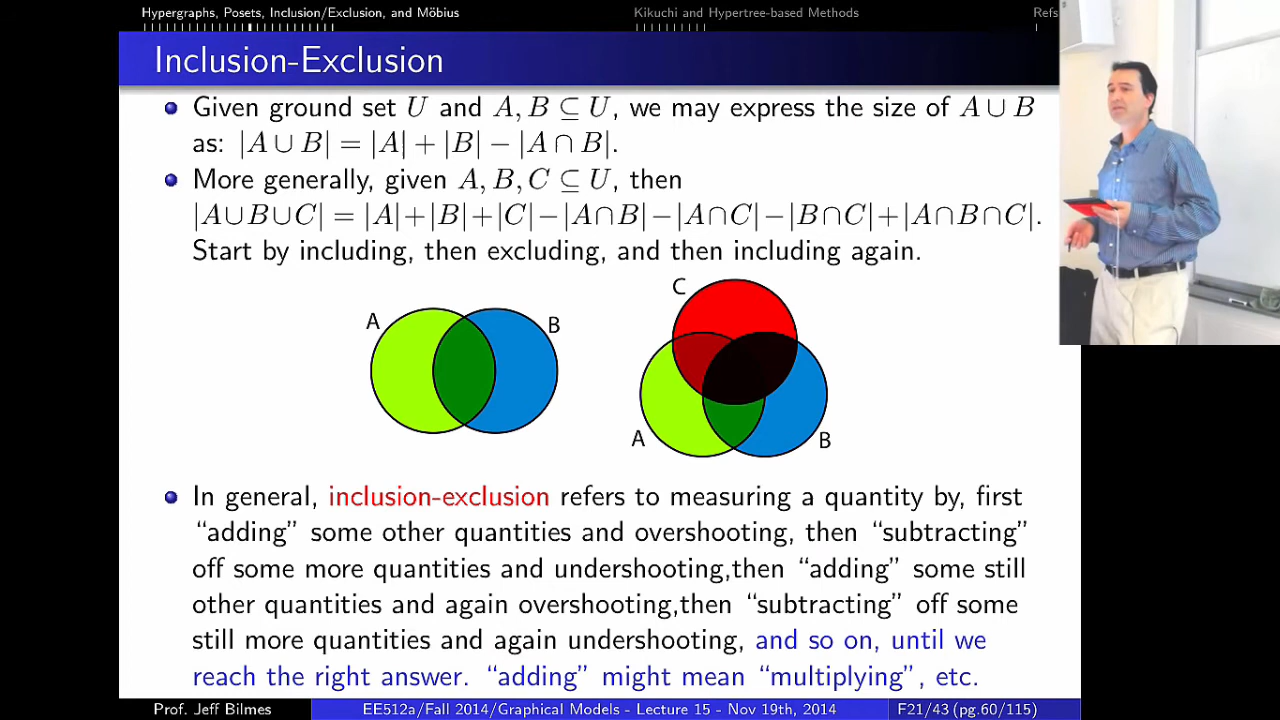 Hypergraphs, Posets, Inclusion/Exclusion, and Möbius Kikuchi and Hypertree-based Methods Refs
Inclusion-Exclusion
Given ground set U and A, B ⊆ U, we may express the size of A ∪ B
as: |A ∪ B| = |A| + |B| − |A ∩ B|.
More generally, given A, B, C ⊆ U, then
|A∪B∪C| = |A|+|B|+|C|−|A∩B|−|A∩C|−|B∩C|+|A∩B∩C|.
Start by including, then excluding, and then including again.
A B
C
A B
In general, inclusion-exclusion refers to measuring a quantity by, first
“adding” some other quantities and overshooting, then “subtracting”
off some more quantities and undershooting,then “adding” some still
other quantities and again overshooting,then “subtracting” off some
still more quantities and again undershooting, and so on, until we
reach the right answer. “adding” might mean “multiplying”, etc.
Prof. Jeff Bilmes EE512a/Fall 2014/Graphical Models - Lecture 15 - Nov 19th, 2014 F21/43 (pg.60/115)